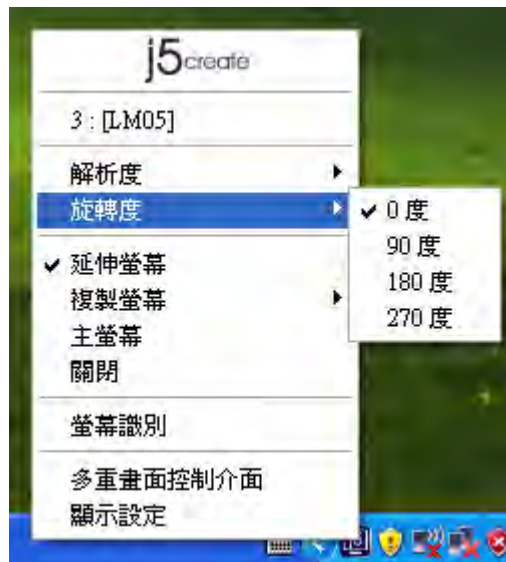 j5create
3 : [LM05]
解析度
旋轉度
0 度
90 度
180 度
270 度
延伸螢幕
複製螢幕
主螢幕
關閉
螢幕識別
多重畫面控制介面
顯示設定